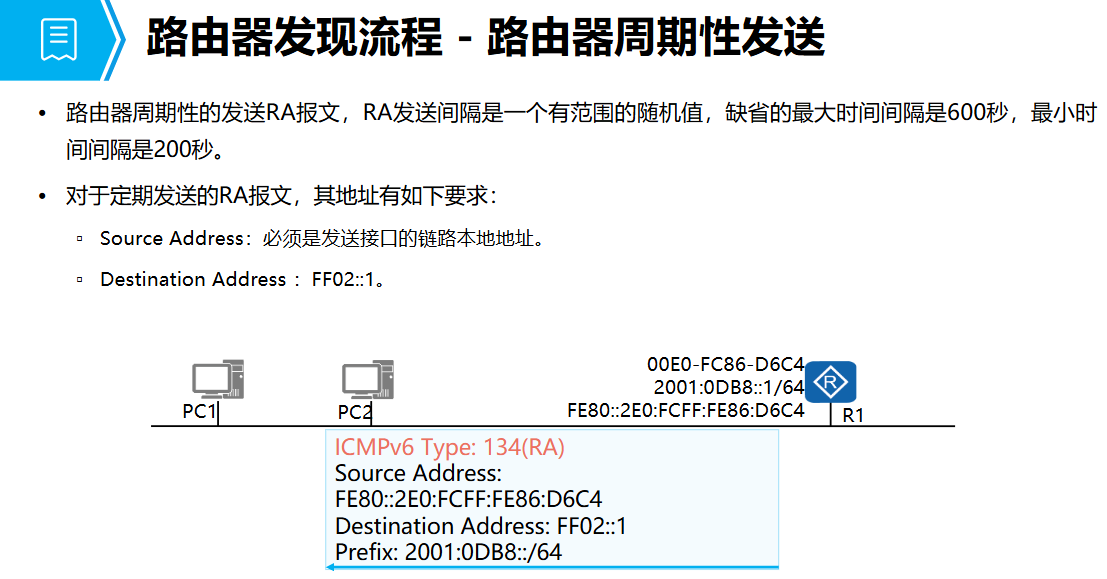 路由器发现流程 - 路由器周期性发送
• 路由器周期性的发送RA报文，RA发送间隔是一个有范围的随机值，缺省的最大时间间隔是600秒，最小时
间间隔是200秒。
• 对于定期发送的RA报文，其地址有如下要求：
▫ Source Address：必须是发送接口的链路本地地址。
▫ Destination Address ：FF02::1。
00E0-FC86-D6C4
2001:0DB8::1/64
FE80::2E0:FCFF:FE86:D6C4
R
PC1
PC2
R1
ICMPv6 Type: 134(RA)
Source Address:
FE80::2E0:FCFF:FE86:D6C4
Destination Address: FF02::1
Prefix: 2001:0DB8::/64